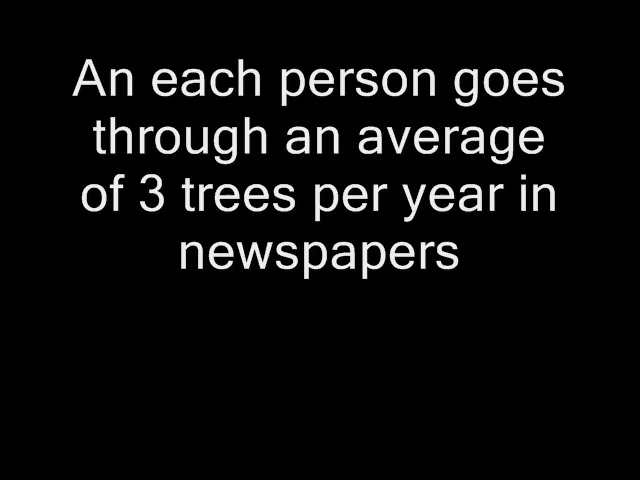 An each person goes
through an average
of 3 trees per year in
newspapers